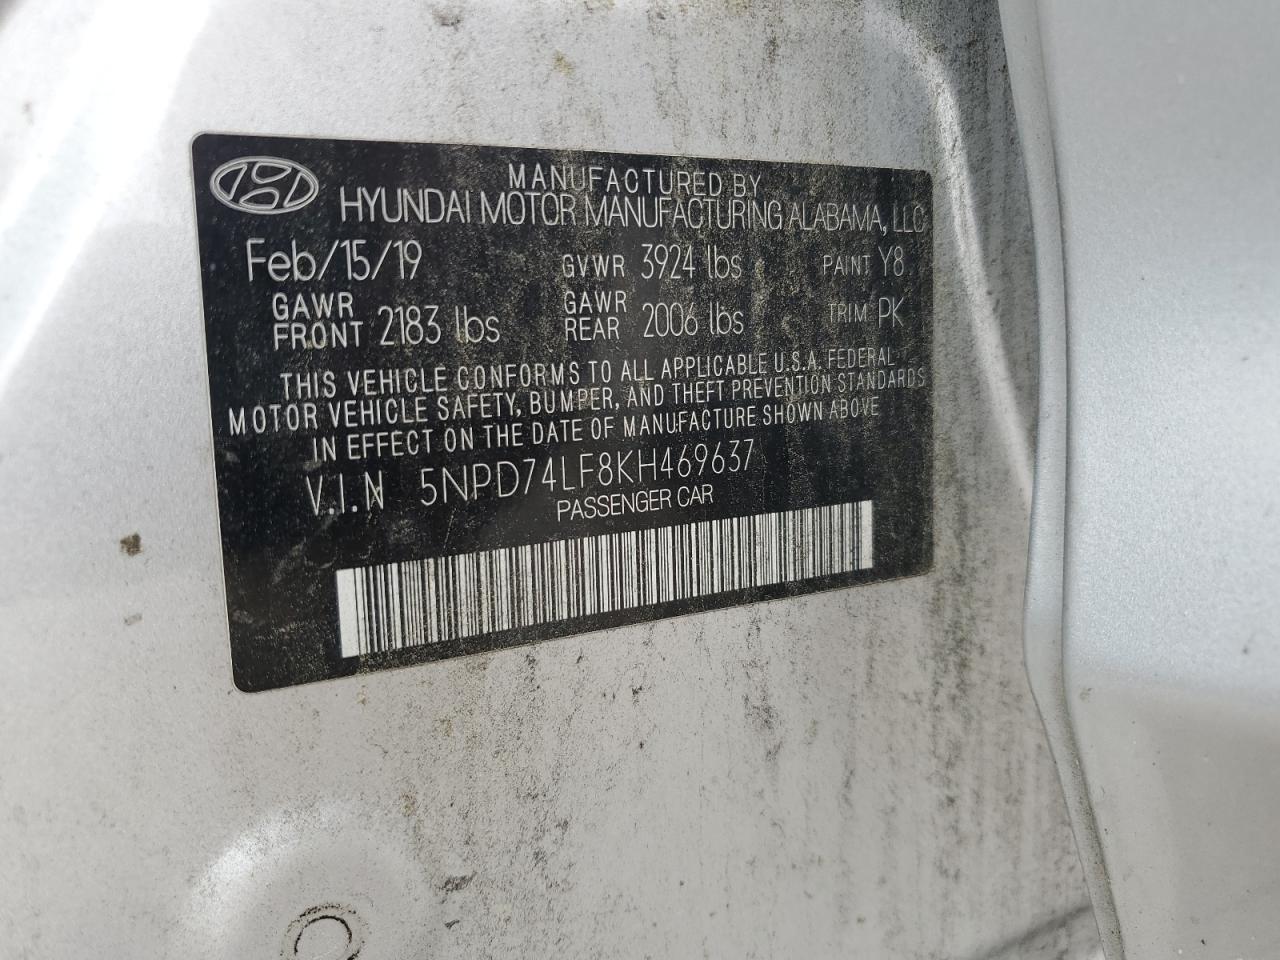 MANUFACTURED BY
HYUNDAI MOTOR MANUFACTURING ALABAMA, LLC
Feb/15/19 GVWR 3924 lbs PAINT Y8
GAWR FRONT 2183 lbs GAWR REAR 2006 lbs TRIM PK
THIS VEHICLE CONFORMS TO ALL APPLICABLE U.S.A. FEDERAL
MOTOR VEHICLE SAFETY, BUMPER, AND THEFT PREVENTION STANDARDS
IN EFFECT ON THE DATE OF MANUFACTURE SHOWN ABOVE
V.I.N 5NPD74LF8KH469637
PASSENGER CAR